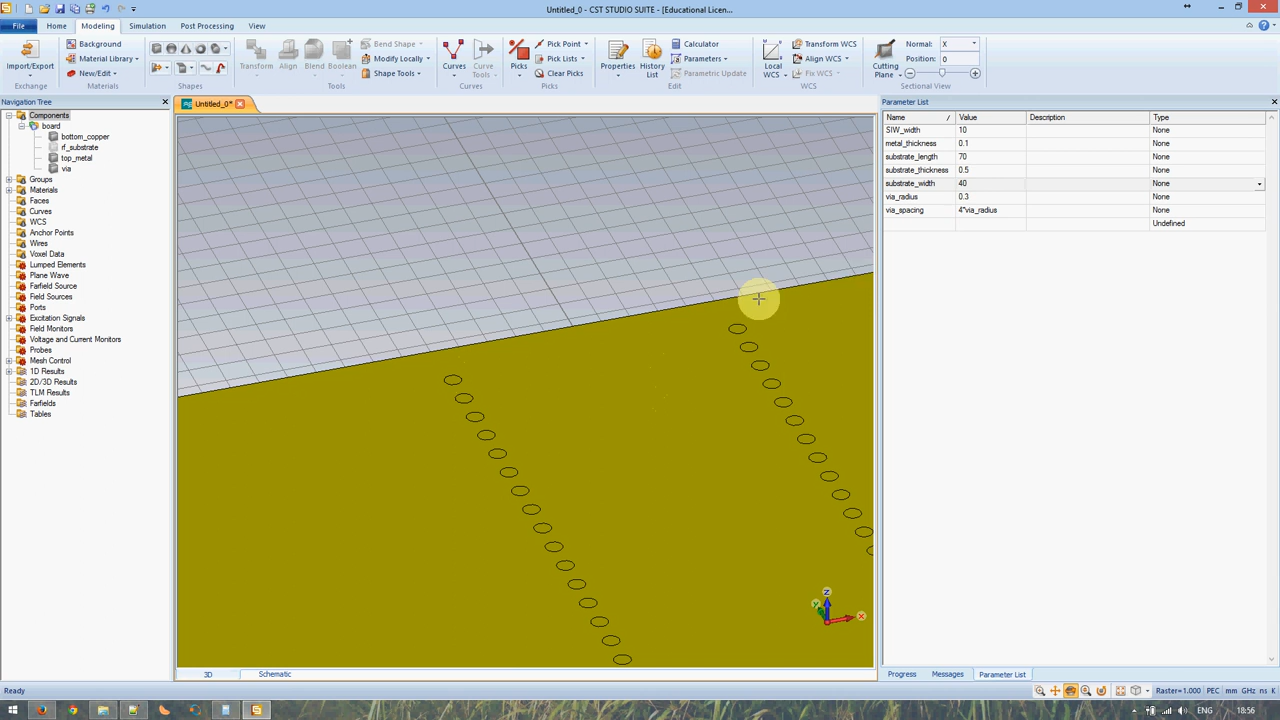 Untitled_0 - CST STUDIO SUITE - [Educational Licen...
File Home Modeling Simulation Post Processing View
Import/Export
Exchange
Background
Material Library
New/Edit
Materials
Shapes
Transform Align Blend Boolean
Bend Shape
Modify Locally
Shape Tools
Tools
Curves Curve Tools
Curves
Picks
Pick Point
Pick Lists
Clear Picks
Picks
Properties History List
Calculator
Parameters
Parametric Update
Edit
Local WCS
Transform WCS
Align WCS
Fix WCS
WCS
Cutting Plane
Normal: X
Position: 0
Sectional View
Navigation Tree
Untitled_0*
Parameter List
Components
board
bottom_copper
rf_substrate
top_metal
via
Groups
Materials
Faces
Curves
WCS
Anchor Points
Wires
Voxel Data
Lumped Elements
Plane Wave
Farfield Source
Field Sources
Ports
Excitation Signals
Field Monitors
Voltage and Current Monitors
Probes
Mesh Control
1D Results
2D/3D Results
TLM Results
Farfields
Tables
Name / Value Description Type
SIW_width 10 None
metal_thickness 0.1 None
substrate_length 70 None
substrate_thickness 0.5 None
substrate_width 40 None
via_radius 0.3 None
via_spacing 4*via_radius None
Undefined
Z
Y
X
3D Schematic
Progress Messages Parameter List
Ready
Raster=1.000 PEC mm GHz ns K
ENG 18:56